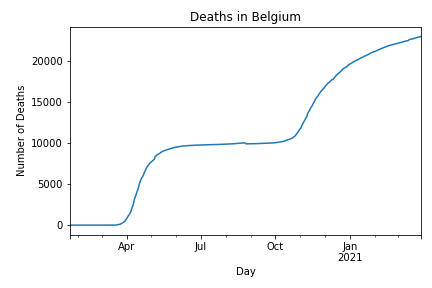 Deaths in Belgium
Number of Deaths
20000
15000
10000
5000
0
Apr
Jul
Oct
Jan
2021
Day